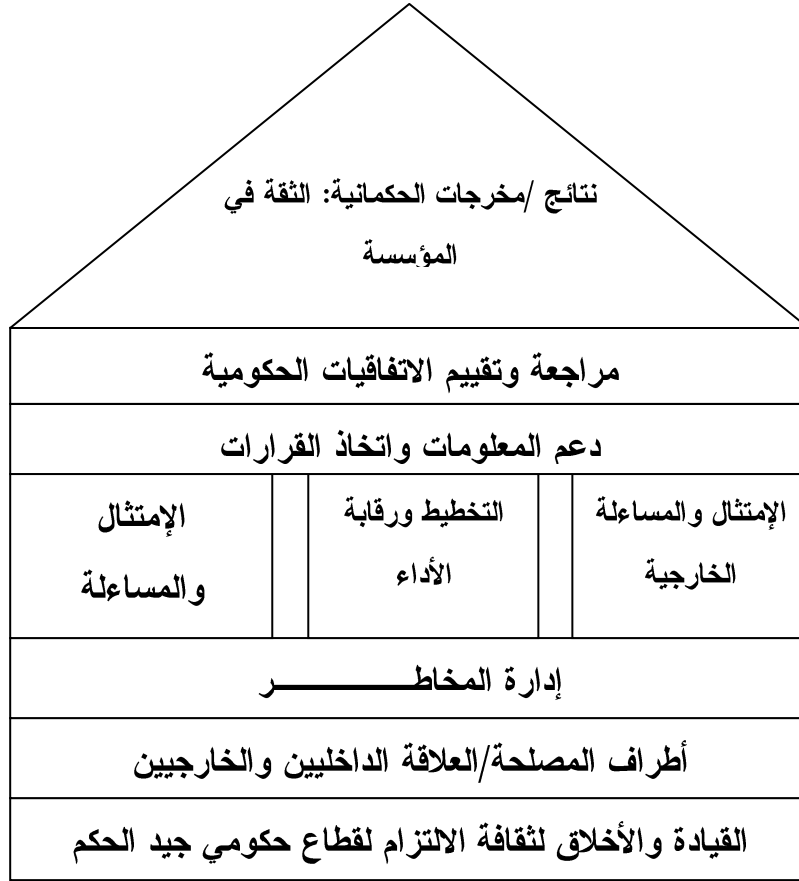 نتائج /مخرجات الحكمانية: الثقة في
المؤسسة
مراجعة وتقييم الاتفاقيات الحكومية
دعم المعلومات واتخاذ القرارات
الإمتثال والمساءلة
الخارجية
التخطيط ورقابة
الأداء
الإمتثال
والمساءلة
إدارة المخاطـــــــــــر
أطراف المصلحة/العلاقة الداخليين والخارجيين
القيادة والأخلاق لثقافة الالتزام لقطاع حكومي جيد الحكم